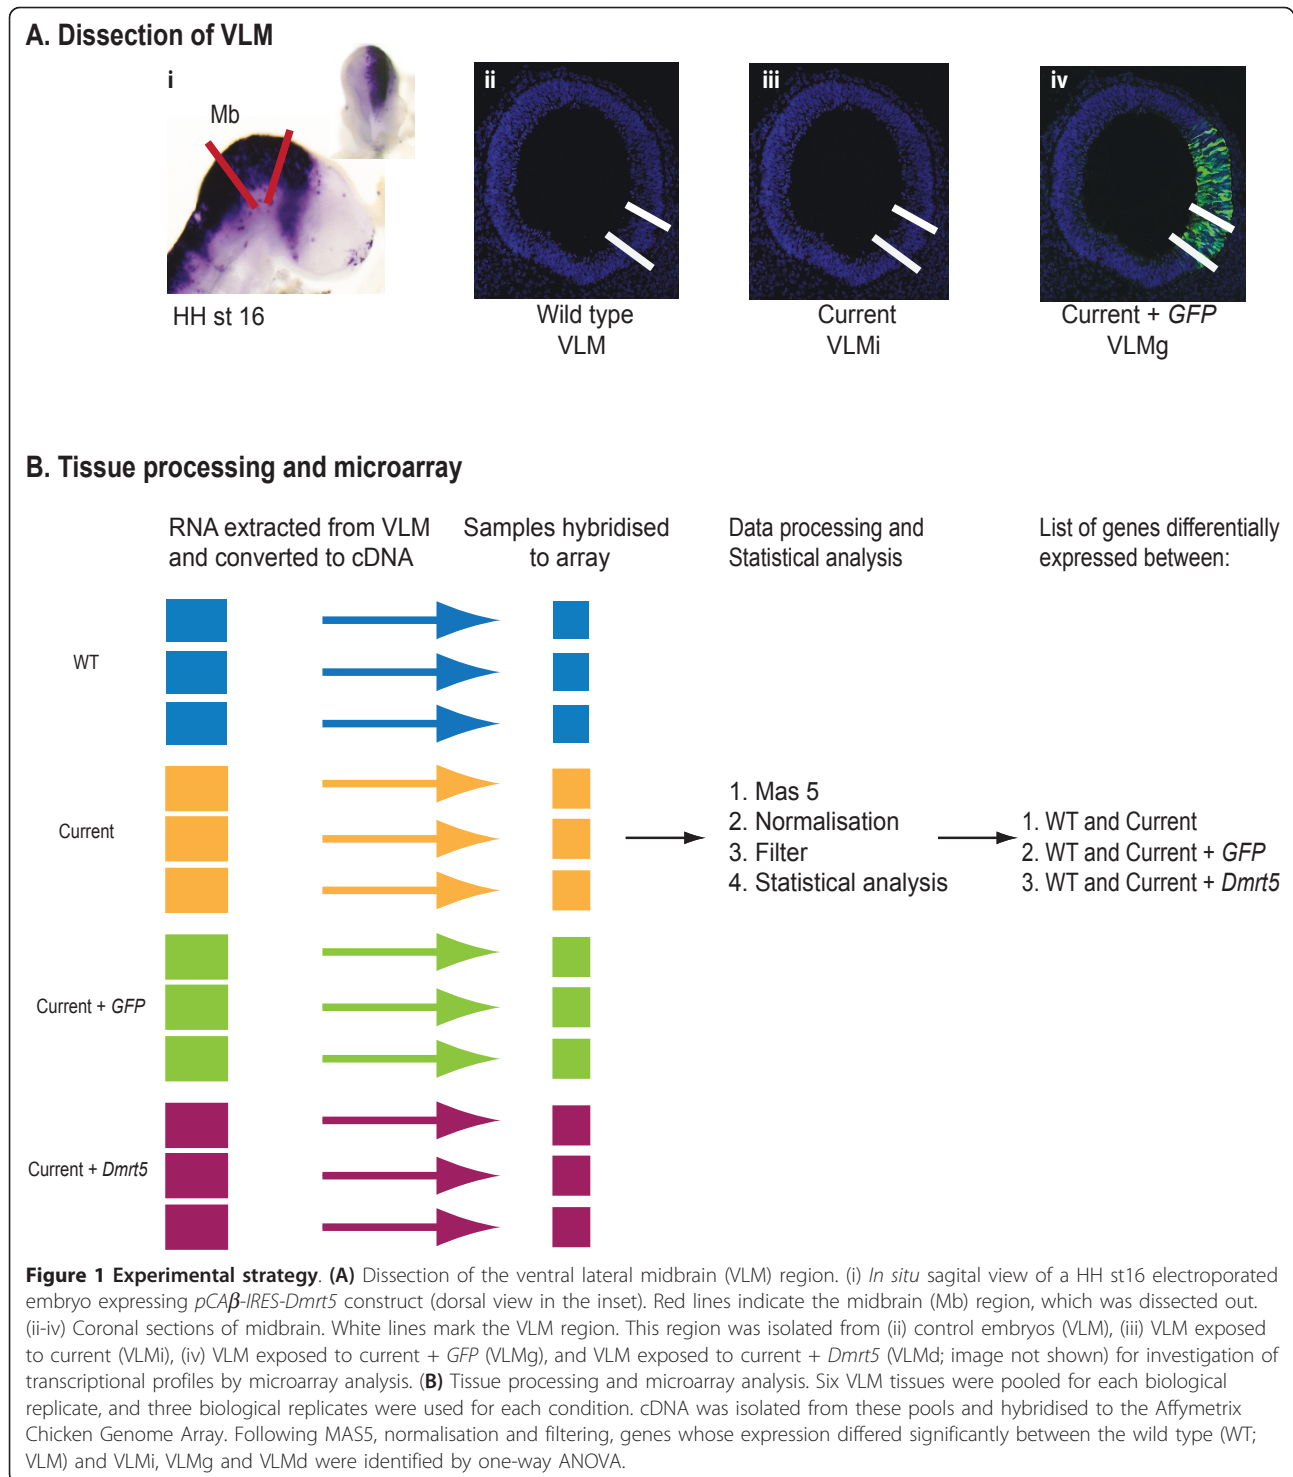 A. Dissection of VLM
i
Mb
HH st 16
ii
Wild type
VLM
iii
Current
VLMi
iv
Current + GFP
VLMg
B. Tissue processing and microarray
RNA extracted from VLM
and converted to cDNA
Samples hybridised
to array
Data processing and
Statistical analysis
List of genes differentially
expressed between:
WT
Current
Current + GFP
Current + Dmrt5
1. Mas 5
2. Normalisation
3. Filter
4. Statistical analysis
1. WT and Current
2. WT and Current + GFP
3. WT and Current + Dmrt5
Figure 1 Experimental strategy. (A) Dissection of the ventral lateral midbrain (VLM) region. (i) In situ sagital view of a HH st16 electroporated
embryo expressing pCAβ-IRES-Dmrt5 construct (dorsal view in the inset). Red lines indicate the midbrain (Mb) region, which was dissected out.
(ii-iv) Coronal sections of midbrain. White lines mark the VLM region. This region was isolated from (ii) control embryos (VLM), (iii) VLM exposed
to current (VLMi), (iv) VLM exposed to current + GFP (VLMg), and VLM exposed to current + Dmrt5 (VLMd; image not shown) for investigation of
transcriptional profiles by microarray analysis. (B) Tissue processing and microarray analysis. Six VLM tissues were pooled for each biological
replicate, and three biological replicates were used for each condition. cDNA was isolated from these pools and hybridised to the Affymetrix
Chicken Genome Array. Following MAS5, normalisation and filtering, genes whose expression differed significantly between the wild type (WT;
VLM) and VLMi, VLMg and VLMd were identified by one-way ANOVA.